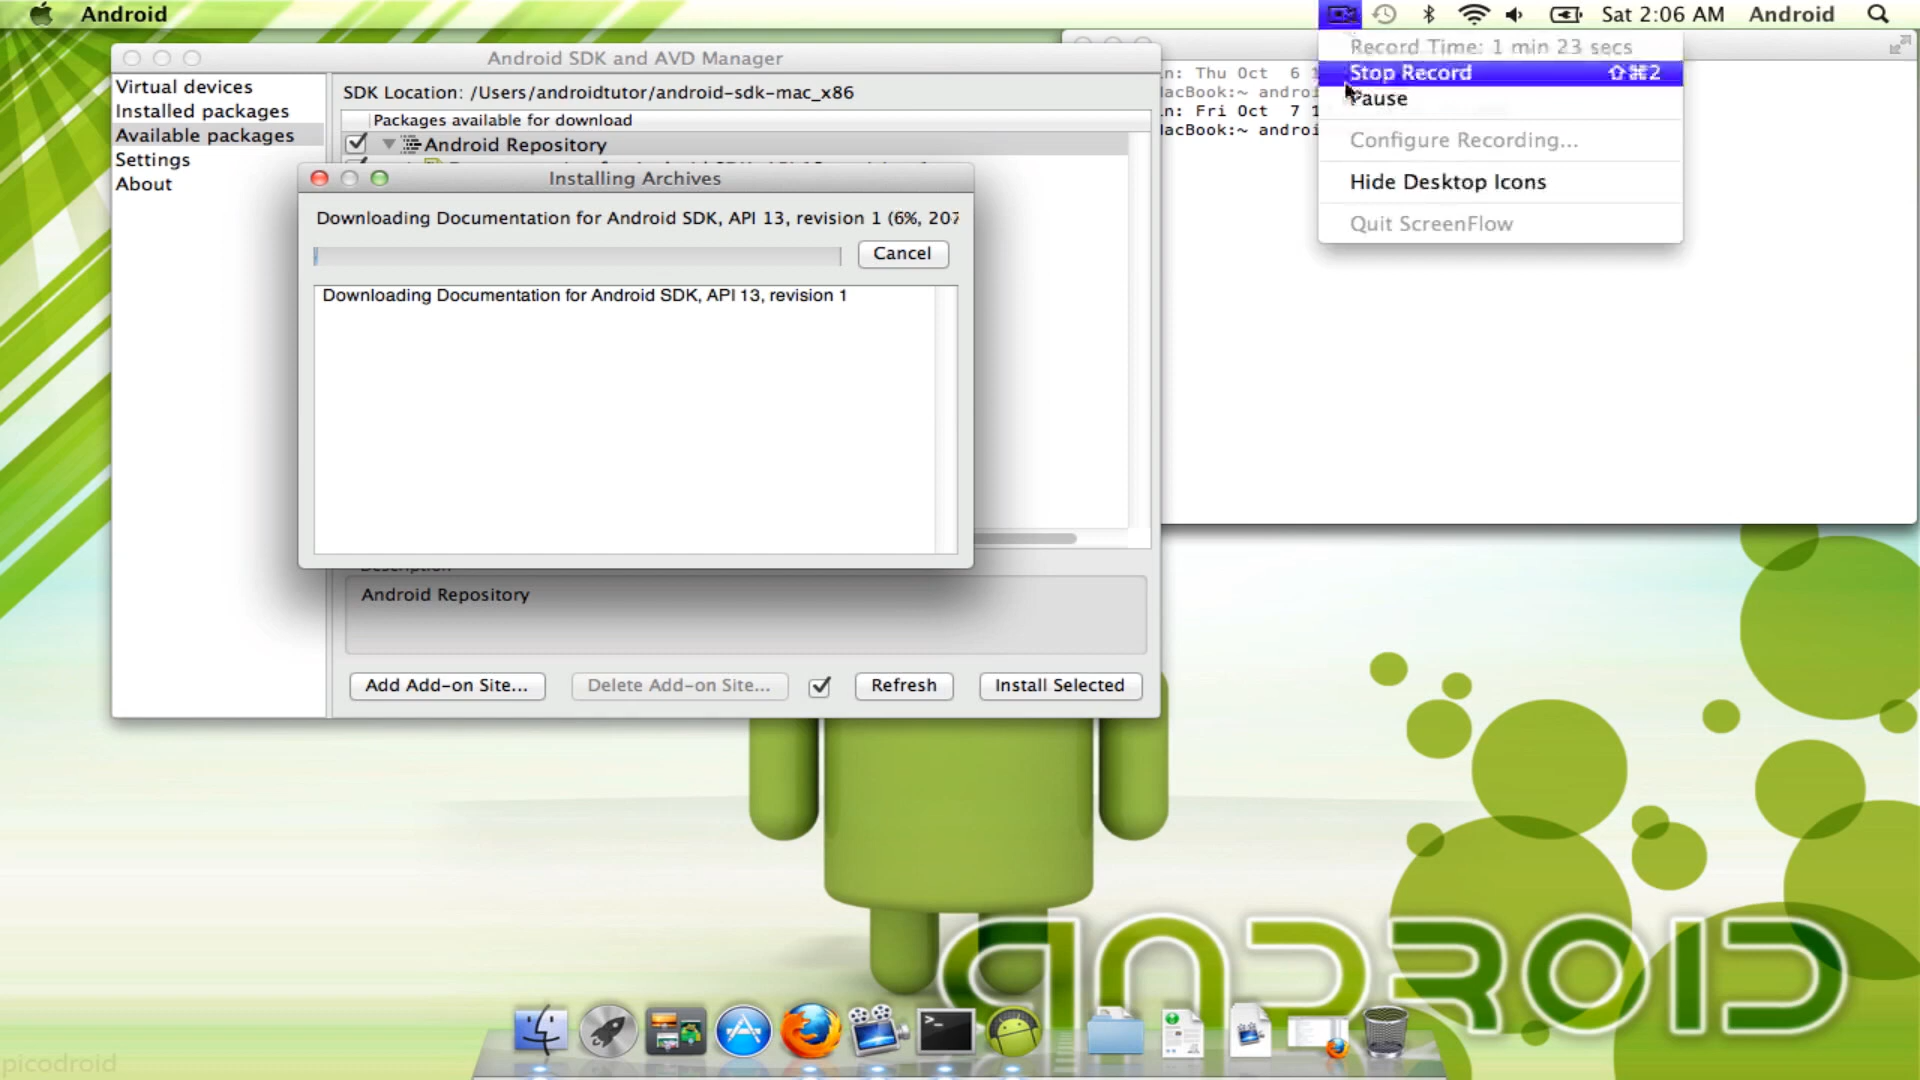 Android
Sat 2:06 AM
Android
Android SDK and AVD Manager
Virtual devices
Installed packages
Available packages
Settings
About
SDK Location: /Users/androidtutor/android-sdk-mac_x86
Packages available for download
Android Repository
Installing Archives
Downloading Documentation for Android SDK, API 13, revision 1 (6%, 207
Cancel
Downloading Documentation for Android SDK, API 13, revision 1
Description
Android Repository
Add Add-on Site...
Delete Add-on Site...
Refresh
Install Selected
n: Thu Oct 6 1
acBook:~ androi
n: Fri Oct 7 1
acBook:~ androi
Record Time: 1 min 23 secs
Stop Record ⇧⌘2
Pause
Configure Recording...
Hide Desktop Icons
Quit ScreenFlow
ANDROID
picodroid